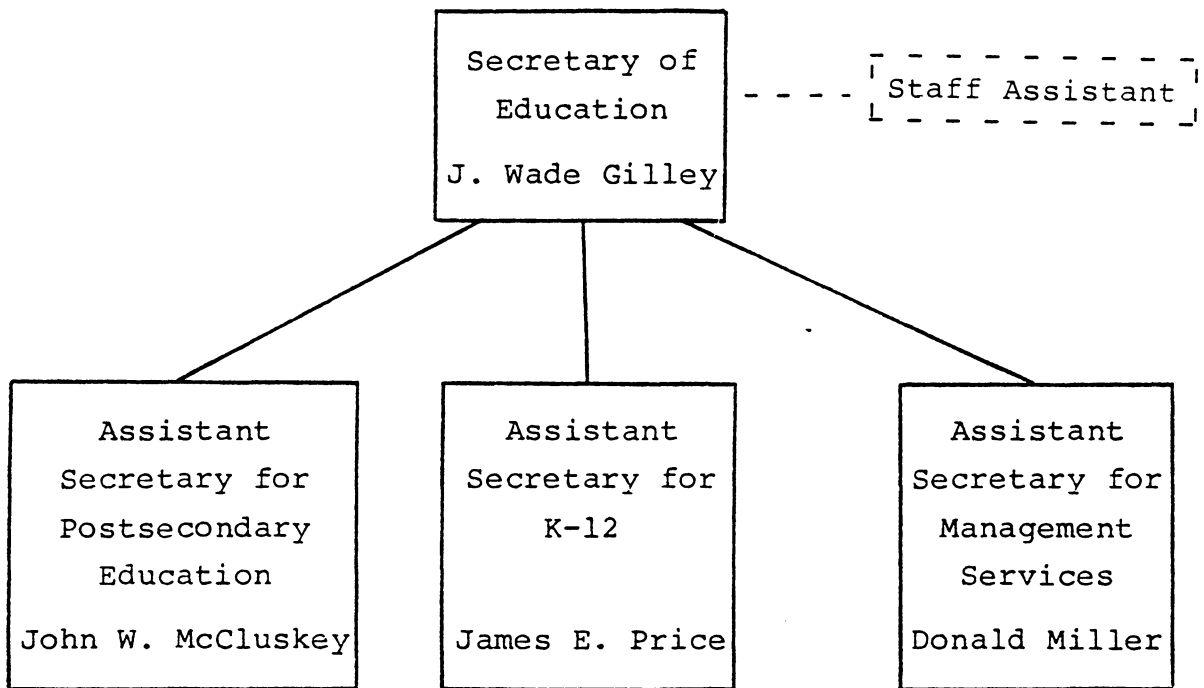 Secretary of
Education
J. Wade Gilley
Staff Assistant
Assistant
Secretary for
Postsecondary
Education
John W. McCluskey
Assistant
Secretary for
K-12
James E. Price
Assistant
Secretary for
Management
Services
Donald Miller